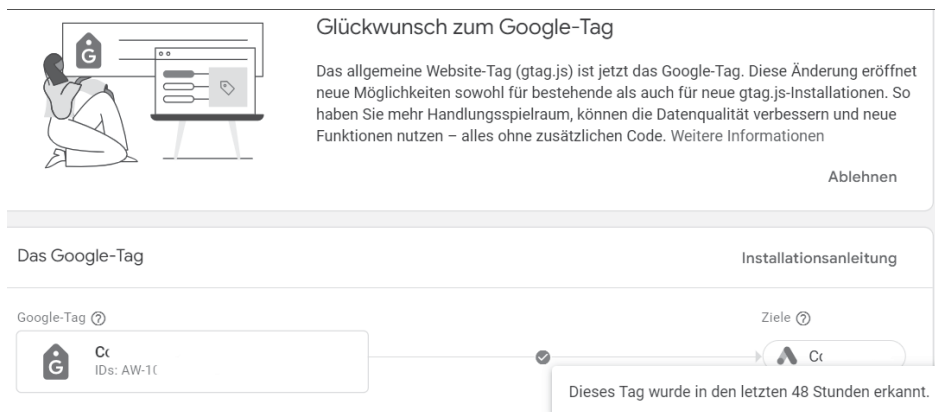 Glückwunsch zum Google-Tag
Das allgemeine Website-Tag (gtag.js) ist jetzt das Google-Tag. Diese Änderung eröffnet
neue Möglichkeiten sowohl für bestehende als auch für neue gtag.js-Installationen. So
haben Sie mehr Handlungsspielraum, können die Datenqualität verbessern und neue
Funktionen nutzen – alles ohne zusätzlichen Code. Weitere Informationen
Ablehnen
Das Google-Tag
Installationsanleitung
Google-Tag
Ziele
IDs: AW-1
Dieses Tag wurde in den letzten 48 Stunden erkannt.